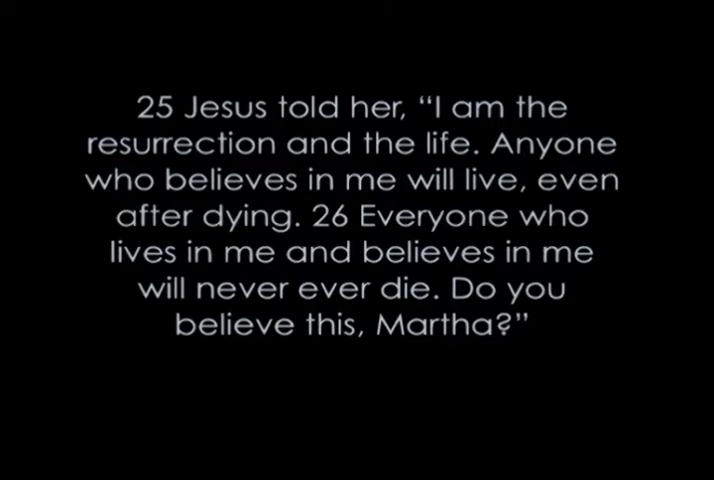 25 Jesus told her, “I am the
resurrection and the life. Anyone
who believes in me will live, even
after dying. 26 Everyone who
lives in me and believes in me
will never ever die. Do you
believe this, Martha?”